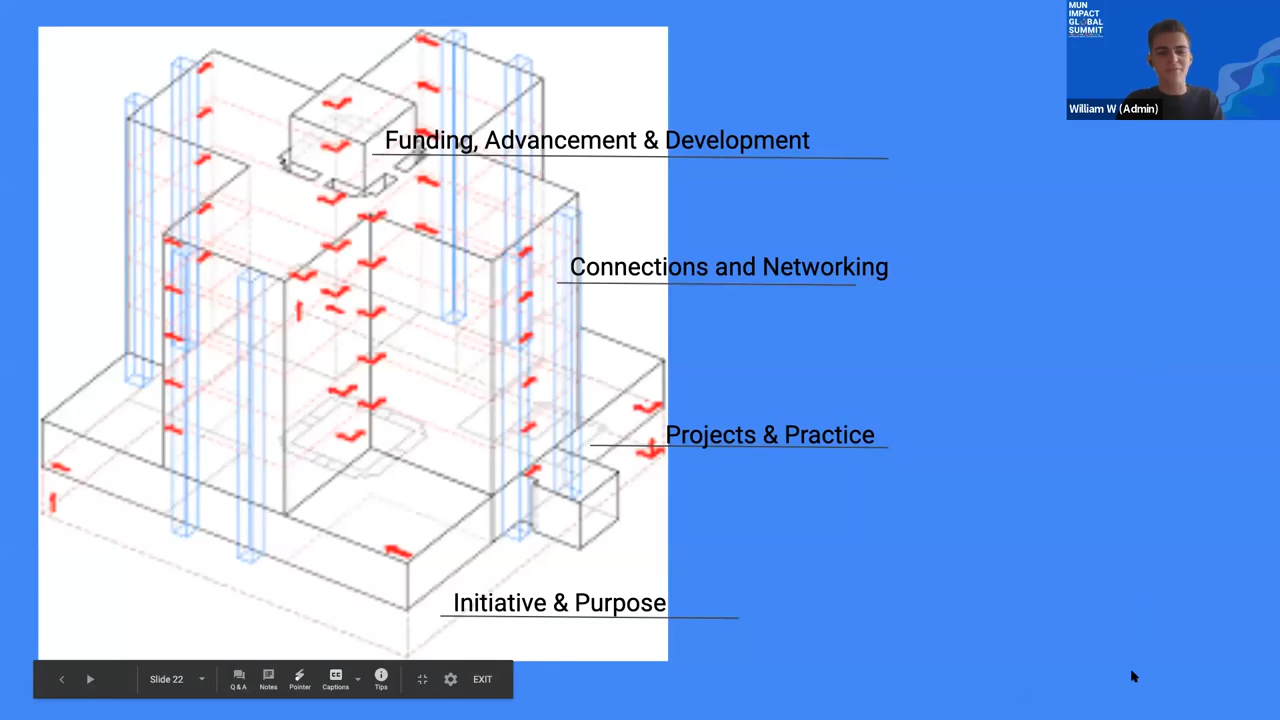 MUN
IMPACT
GLOBAL
SUMMIT
William W (Admin)
Funding, Advancement & Development
Connections and Networking
Projects & Practice
Initiative & Purpose
Slide 22
Q & A
Notes
Pointer
CC
Captions
Tips
EXIT